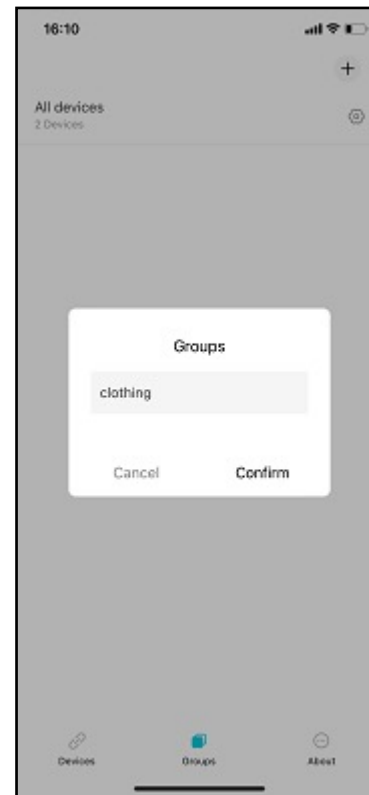 16:10
+
All devices
2 Devices
Groups
clothing
Cancel Confirm
Devices Groups About